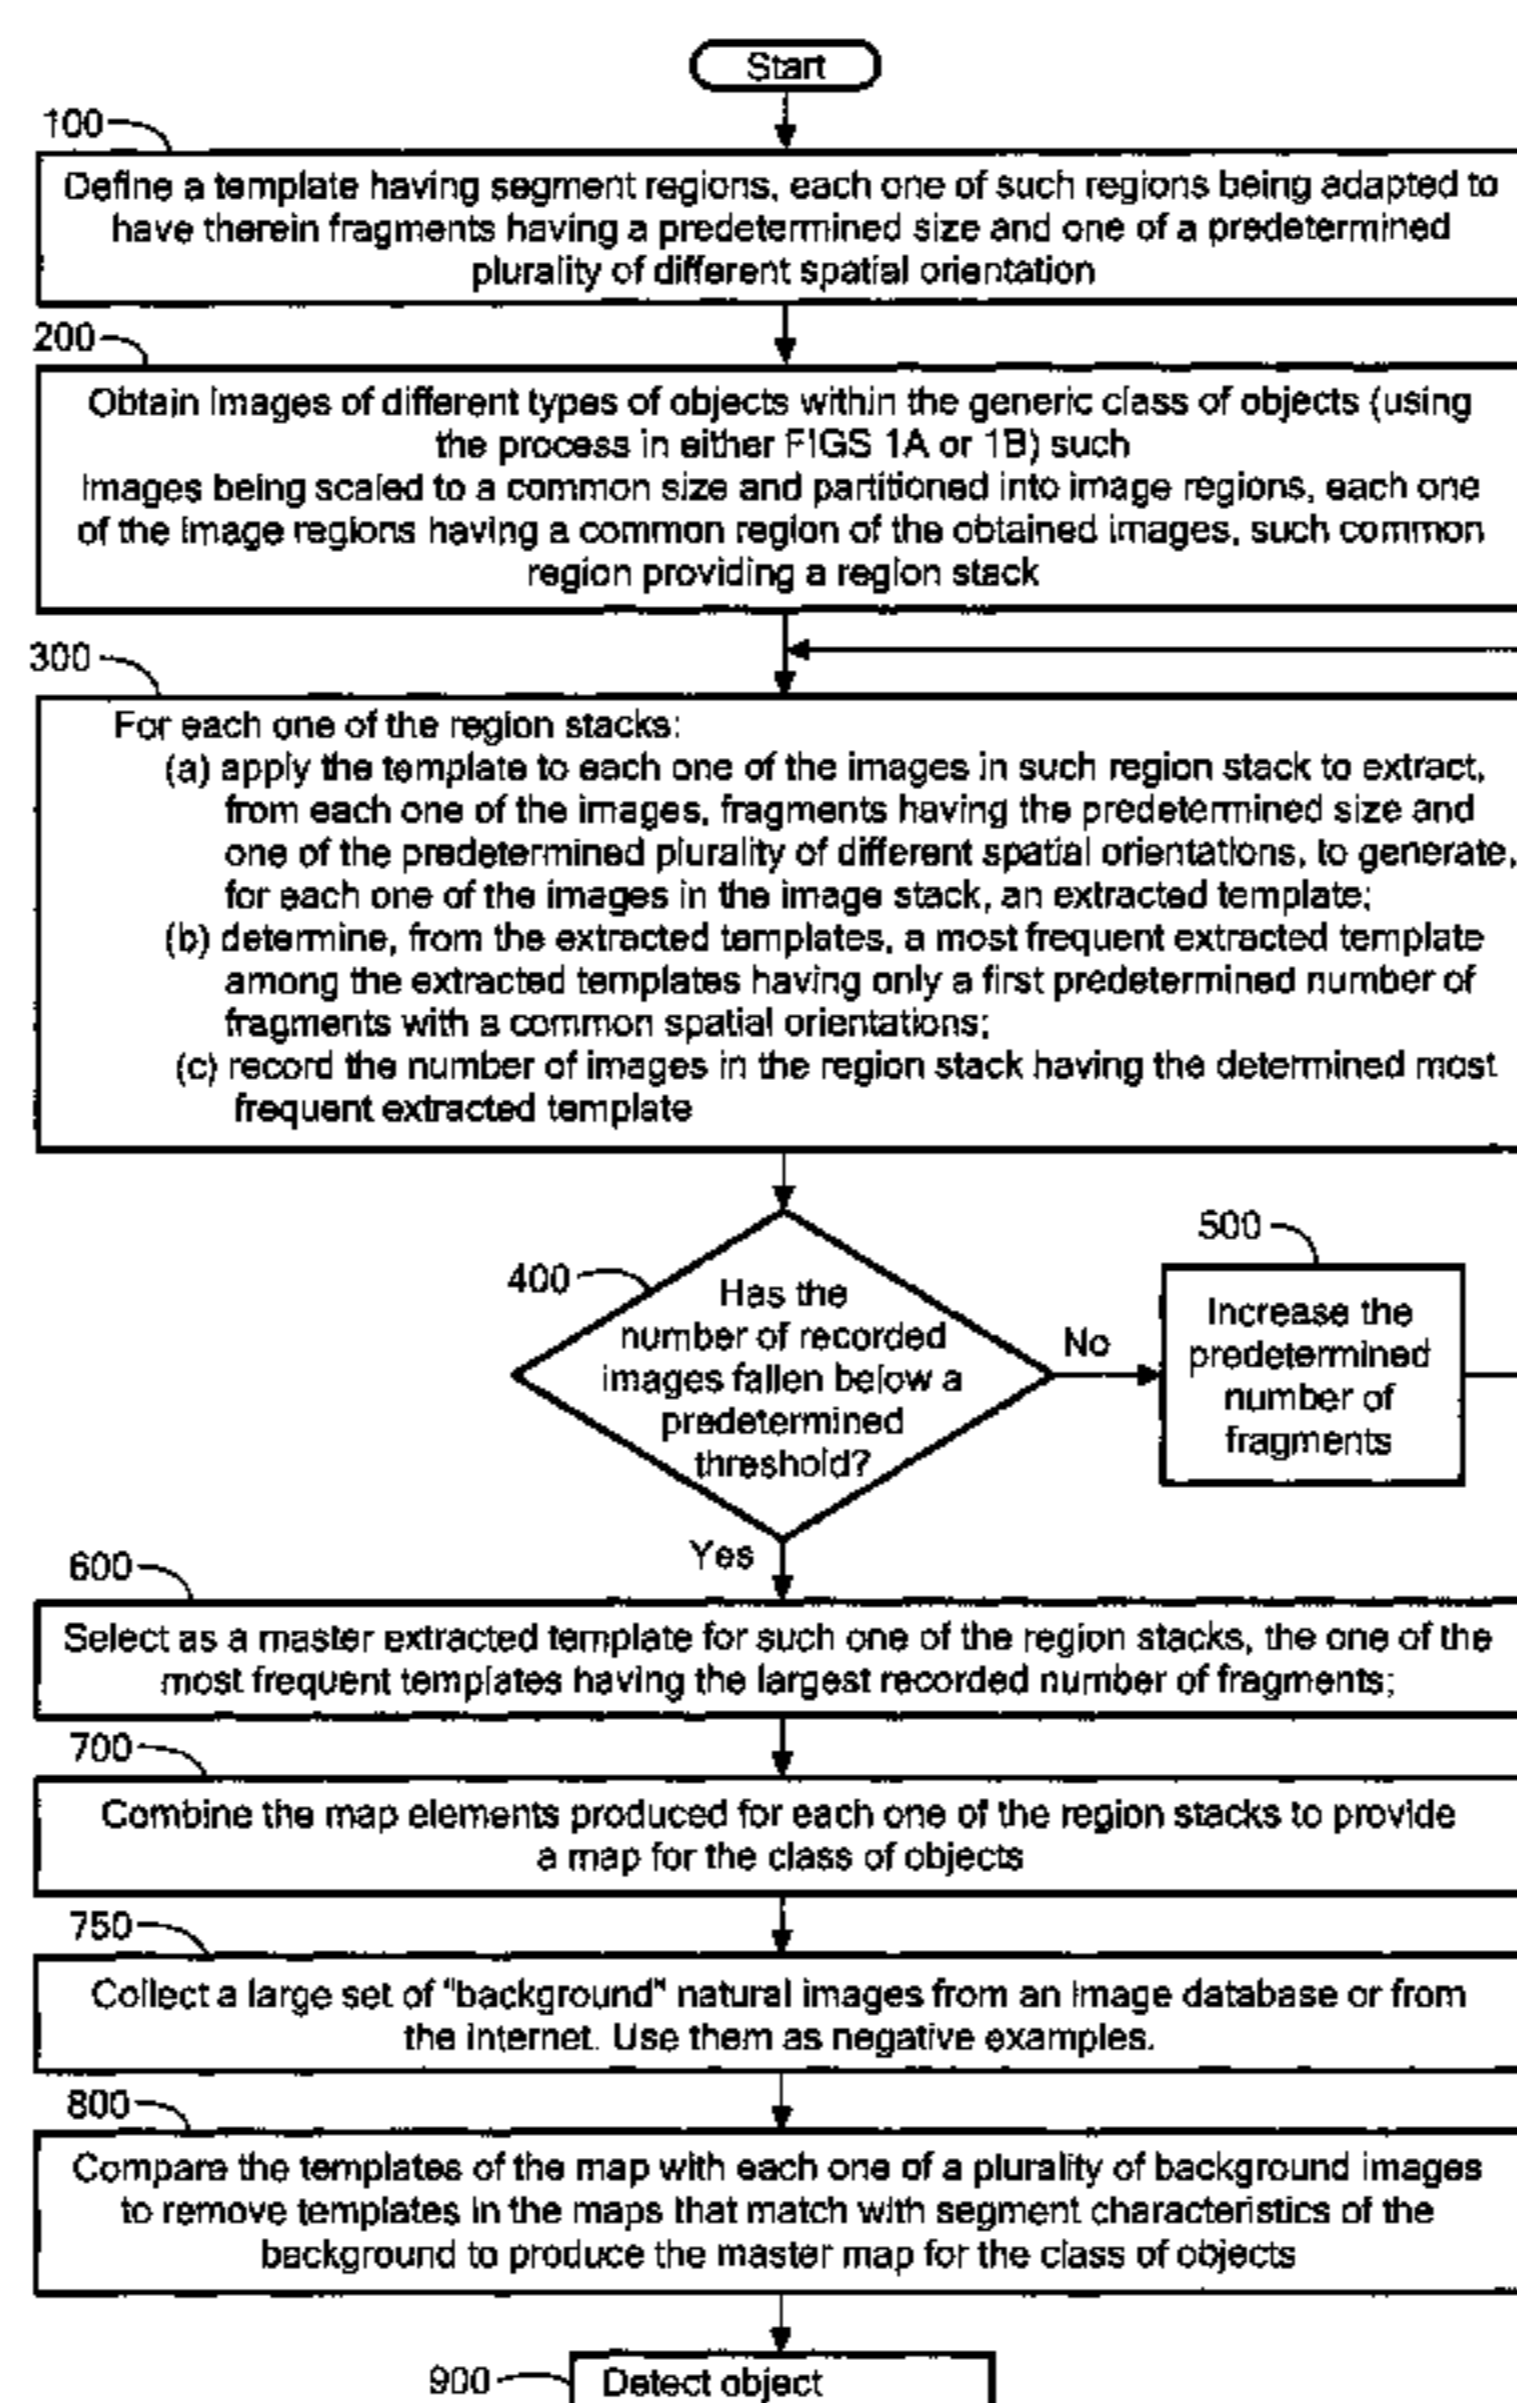 Start
100
Define a template having segment regions, each one of such regions being adapted to
have therein fragments having a predetermined size and one of a predetermined
plurality of different spatial orientation
200
Obtain images of different types of objects within the generic class of objects (using
the process in either FIGS 1A or 1B) such
Images being scaled to a common size and partitioned into image regions, each one
of the image regions having a common region of the obtained images, such common
region providing a region stack
300
For each one of the region stacks:
(a) apply the template to each one of the images in such region stack to extract,
from each one of the images, fragments having the predetermined size and
one of the predetermined plurality of different spatial orientations, to generate,
for each one of the images in the image stack, an extracted template;
(b) determine, from the extracted templates, a most frequent extracted template
among the extracted templates having only a first predetermined number of
fragments with a common spatial orientations;
(c) record the number of images in the region stack having the determined most
frequent extracted template
400
Has the
number of recorded
images fallen below a
predetermined
threshold?
No
500
Increase the
predetermined
number of
fragments
Yes
600
Select as a master extracted template for such one of the region stacks, the one of the
most frequent templates having the largest recorded number of fragments;
700
Combine the map elements produced for each one of the region stacks to provide
a map for the class of objects
750
Collect a large set of "background" natural images from an image database or from
the Internet. Use them as negative examples.
800
Compare the templates of the map with each one of a plurality of background images
to remove templates in the maps that match with segment characteristics of the
background to produce the master map for the class of objects
900
Detect object